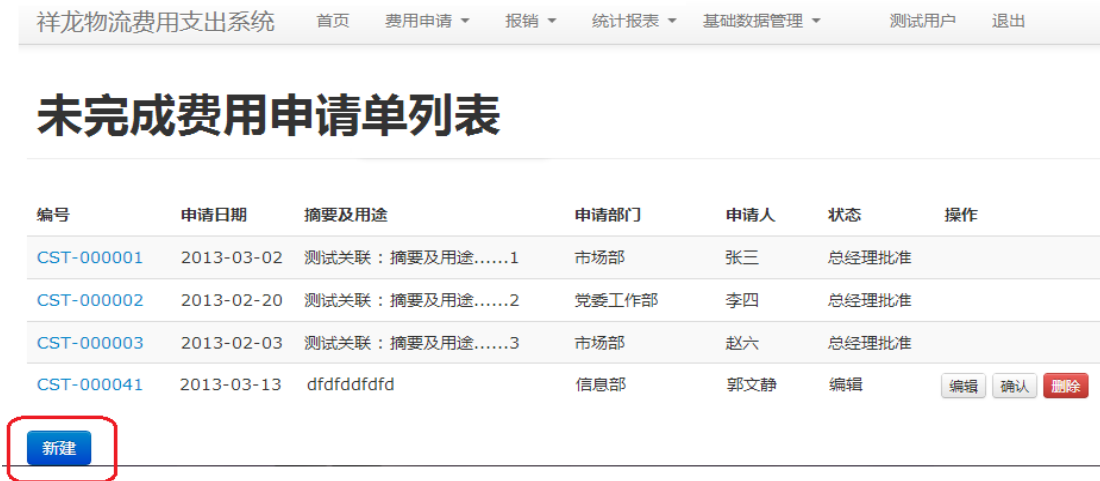 祥龙物流费用支出系统 首页 费用申请 报销 统计报表 基础数据管理 测试用户 退出
未完成费用申请单列表
编号 申请日期 摘要及用途 申请部门 申请人 状态 操作
CST-000001 2013-03-02 测试关联：摘要及用途......1 市场部 张三 总经理批准
CST-000002 2013-02-20 测试关联：摘要及用途......2 党委工作部 李四 总经理批准
CST-000003 2013-02-03 测试关联：摘要及用途......3 市场部 赵六 总经理批准
CST-000041 2013-03-13 dfdfddfdfd 信息部 郭文静 编辑 编辑 确认 删除
新建